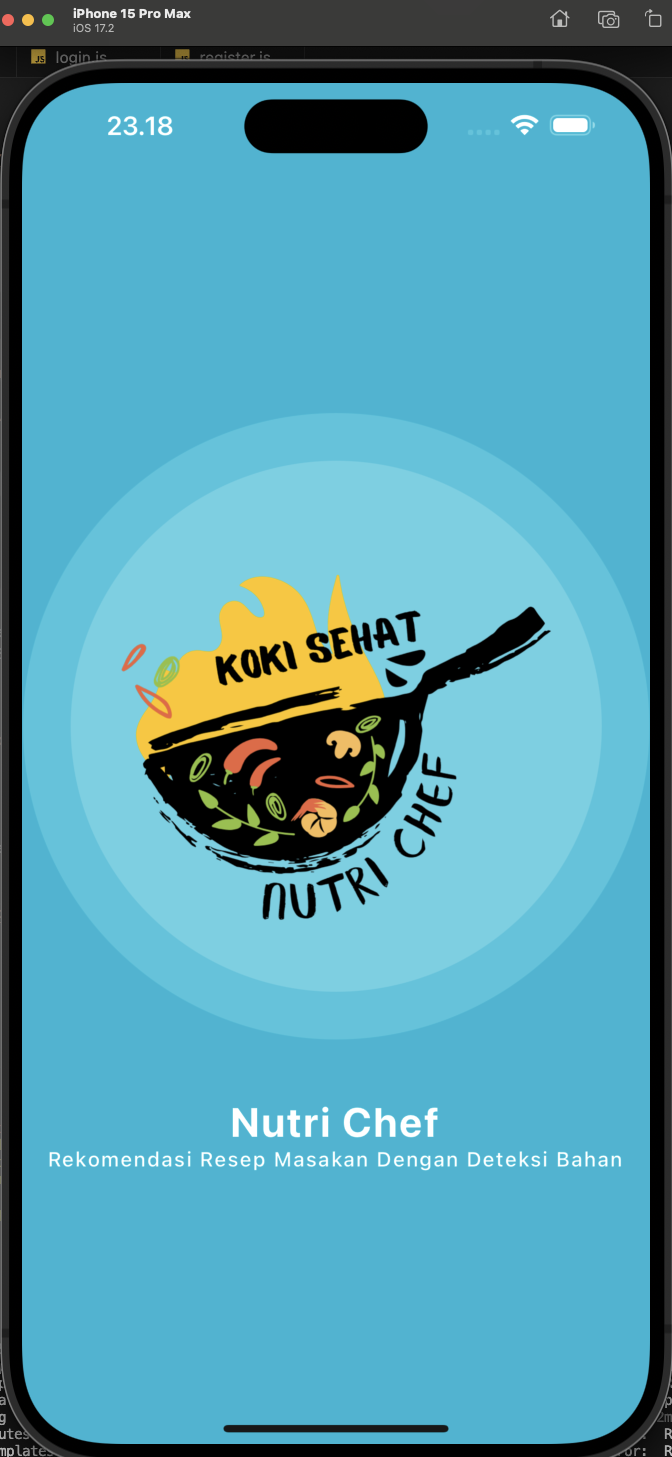 iPhone 15 Pro Max
iOS 17.2
login.js
register.js
23.18
KOKI SEHAT
NUTRI CHEF
Nutri Chef
Rekomendasi Resep Masakan Dengan Deteksi Bahan